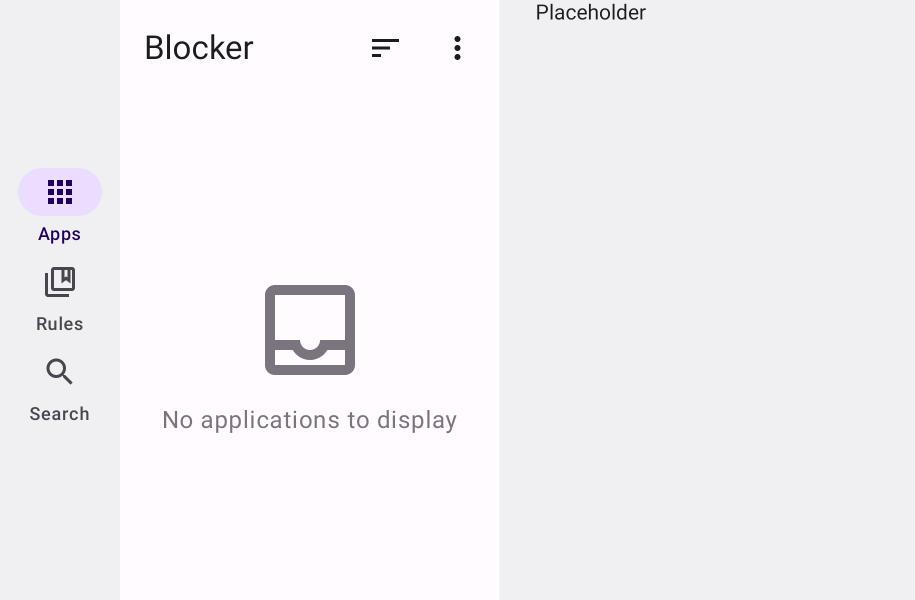 Blocker
Placeholder
Apps
Rules
Search
No applications to display